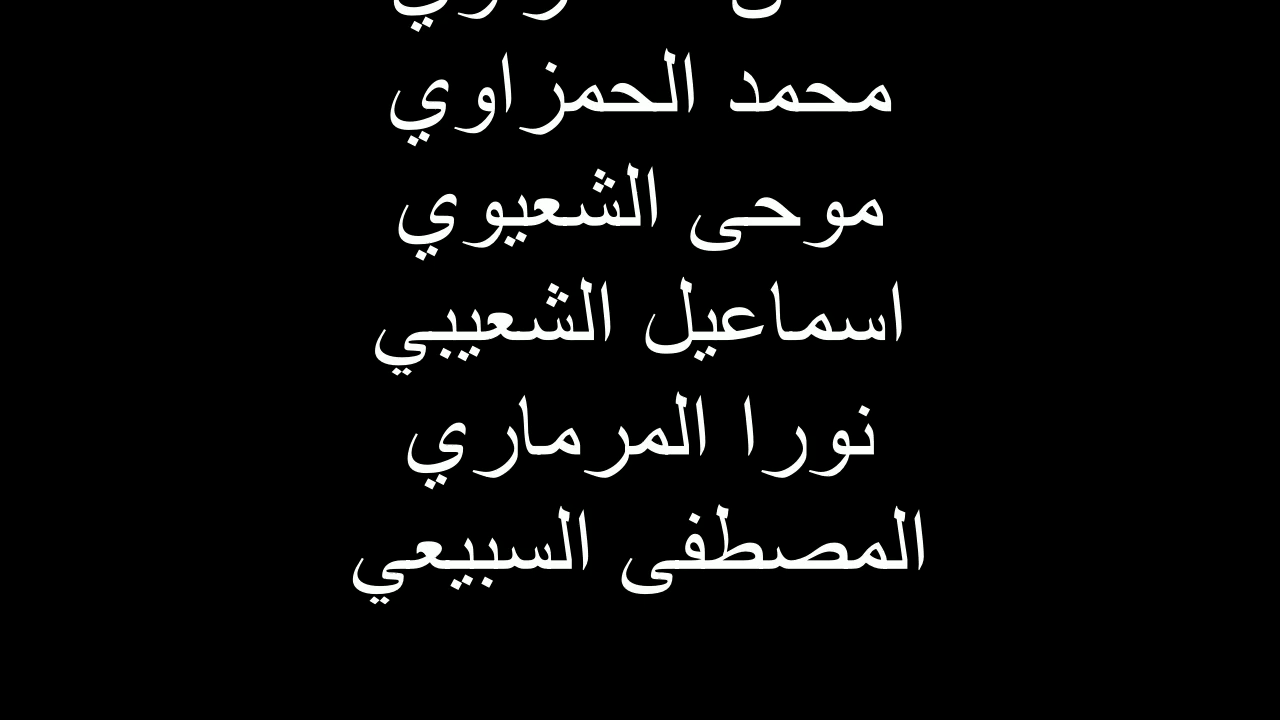 محمد الحمزاوي
موحى الشعيوي
اسماعيل الشعيبي
نورا المرماري
المصطفى السبيعي